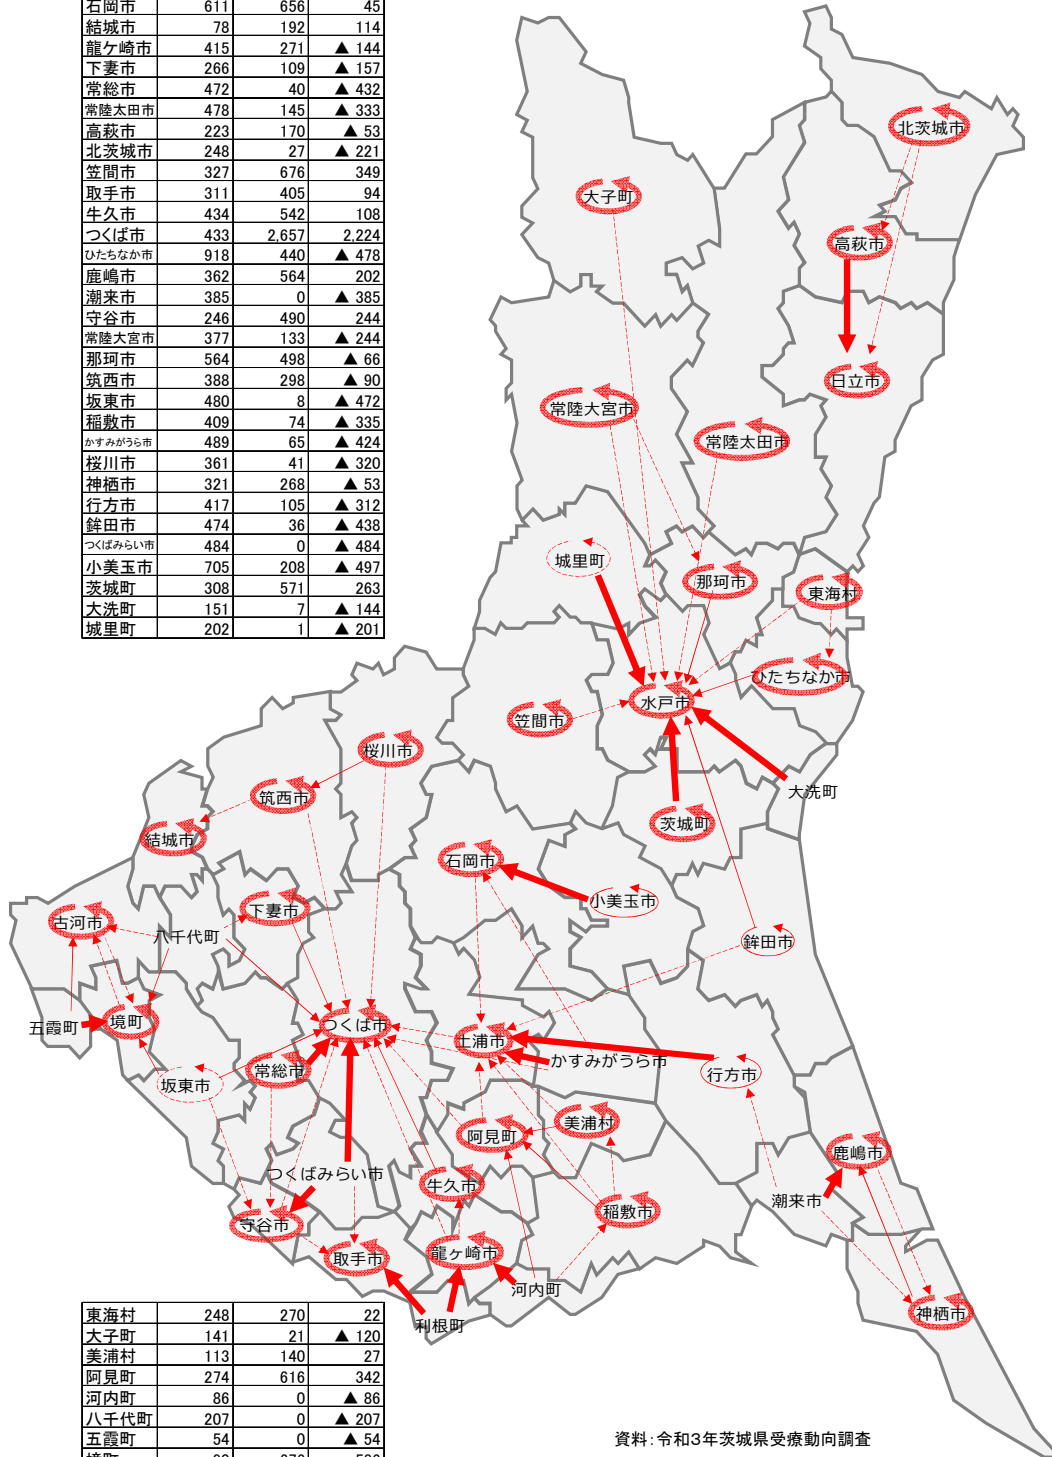 石岡市 611 656 45
結城市 78 192 114
龍ケ崎市 415 271 ▲ 144
下妻市 266 109 ▲ 157
常総市 472 40 ▲ 432
常陸太田市 478 145 ▲ 333
高萩市 223 170 ▲ 53
北茨城市 248 27 ▲ 221
笠間市 327 676 349
取手市 311 405 94
牛久市 434 542 108
つくば市 433 2,657 2,224
ひたちなか市 918 440 ▲ 478
鹿嶋市 362 564 202
潮来市 385 0 ▲ 385
守谷市 246 490 244
常陸大宮市 377 133 ▲ 244
那珂市 564 498 ▲ 66
筑西市 388 298 ▲ 90
坂東市 480 8 ▲ 472
稲敷市 409 74 ▲ 335
かすみがうら市 489 65 ▲ 424
桜川市 361 41 ▲ 320
神栖市 321 268 ▲ 53
行方市 417 105 ▲ 312
鉾田市 474 36 ▲ 438
つくばみらい市 484 0 ▲ 484
小美玉市 705 208 ▲ 497
茨城町 308 571 263
大洗町 151 7 ▲ 144
城里町 202 1 ▲ 201
北茨城市
大子町
高萩市
日立市
常陸大宮市
常陸太田市
城里町
那珂市
東海村
ひたちなか市
水戸市
笠間市
桜川市
大洗町
筑西市
茨城町
結城市
石岡市
小美玉市
下妻市
古河市
八千代町
鉾田市
五霞町
境町
つくば市
土浦市
かすみがうら市
常総市
坂東市
行方市
美浦村
阿見町
鹿嶋市
つくばみらい市
牛久市
潮来市
稲敷市
守谷市
取手市
龍ヶ崎市
河内町
神栖市
利根町
東海村 248 270 22
大子町 141 21 ▲ 120
美浦村 113 140 27
阿見町 274 616 342
河内町 86 0 ▲ 86
八千代町 207 0 ▲ 207
五霞町 54 0 ▲ 54
資料：令和3年茨城県受療動向調査